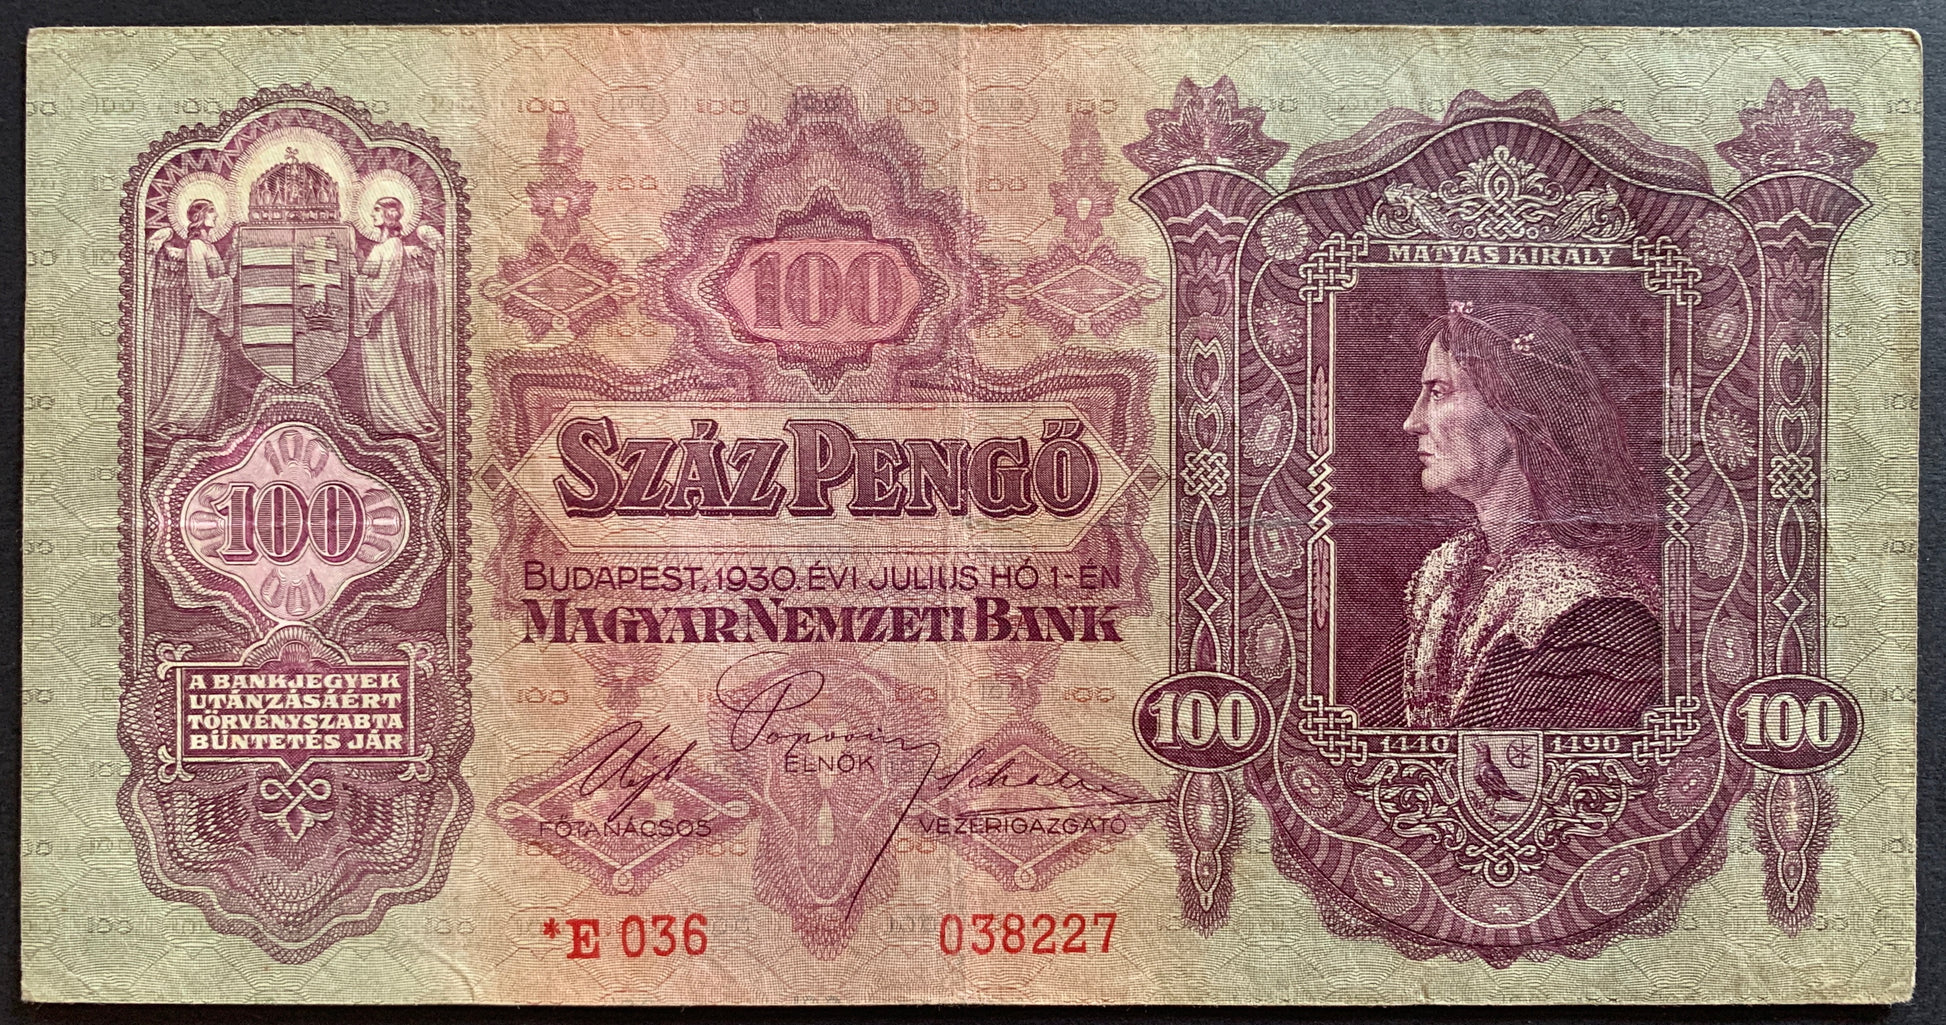 100
A BANKJEGYEK
UTÁNZÁSÁÉRT
TÖRVÉNYSZABTA
BÜNTETÉS JÁR
100
SZÁZ PENGŐ
BUDAPEST, 1930. ÉVI JULIUS HÓ 1-ÉN
MAGYAR NEMZETI BANK
ELNÖK
FŐTANÁCSOS
VEZÉRIGAZGATÓ
*E 036 038227
MÁTYÁS KIRÁLY
1440 1490
100 100